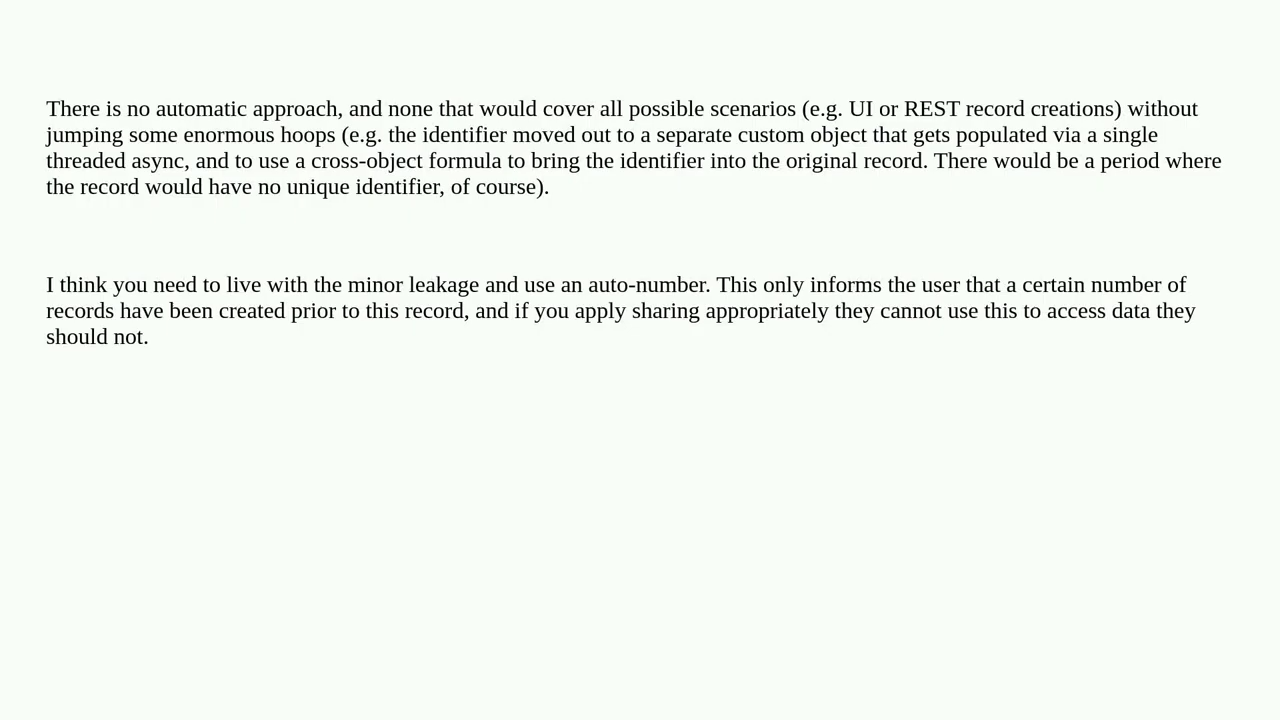 There is no automatic approach, and none that would cover all possible scenarios (e.g. UI or REST record creations) without
jumping some enormous hoops (e.g. the identifier moved out to a separate custom object that gets populated via a single
threaded async, and to use a cross-object formula to bring the identifier into the original record. There would be a period where
the record would have no unique identifier, of course).
I think you need to live with the minor leakage and use an auto-number. This only informs the user that a certain number of
records have been created prior to this record, and if you apply sharing appropriately they cannot use this to access data they
should not.